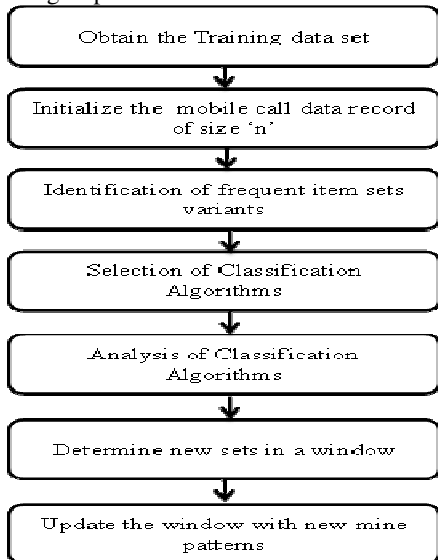 Obtain the Training data set
Initialize the mobile call data record
of size ‘n’
Identification of frequent item sets
variants
Selection of Classification
Algorithms
Analysis of Classification
Algorithms
Determine new sets in a window
Update the window with new mine
patterns